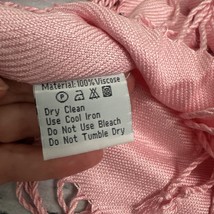 Material: 100% Viscose
Dry Clean
Use Cool Iron
Do Not Use Bleach
Do Not Tumble Dry